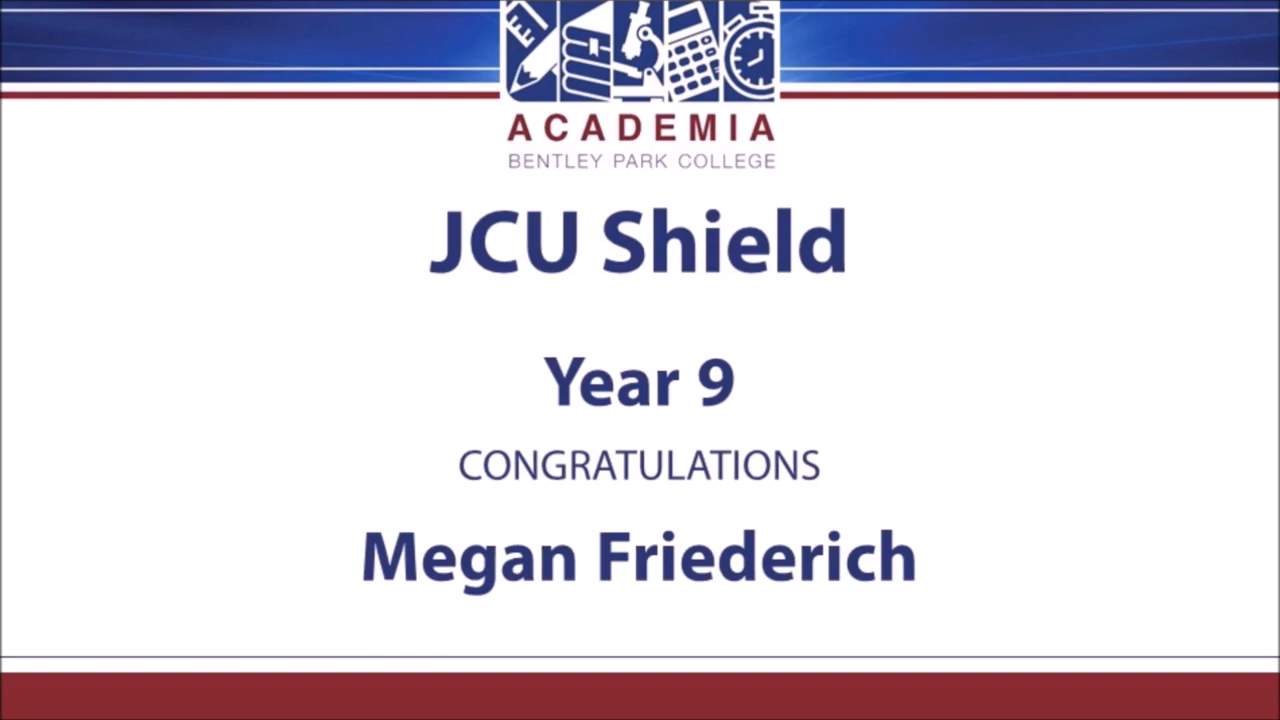 ACADEMIA
BENTLEY PARK COLLEGE
JCU Shield
Year 9
CONGRATULATIONS
Megan Friederich